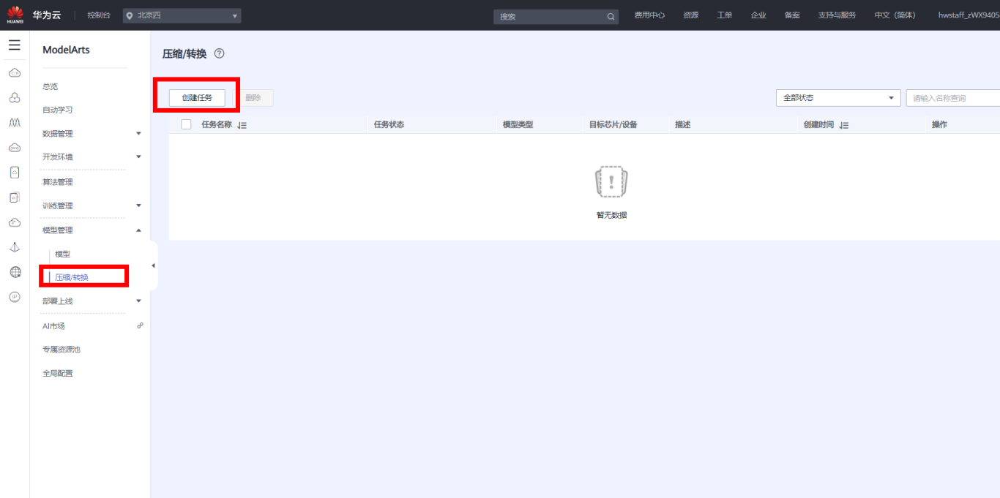 HUAWEI 华为云 控制台 北京四 搜索 费用中心 资源 工单 企业 备案 支持与服务 中文（简体） hwstaff_zWX9405
ModelArts
总览
自动学习
数据管理
开发环境
算法管理
训练管理
模型管理
模型
压缩/转换
部署上线
AI市场
专属资源池
全局配置
压缩/转换 ?
创建任务 删除 全部状态 请输入名称查询
任务名称 任务状态 模型类型 目标芯片/设备 描述 创建时间 操作
暂无数据